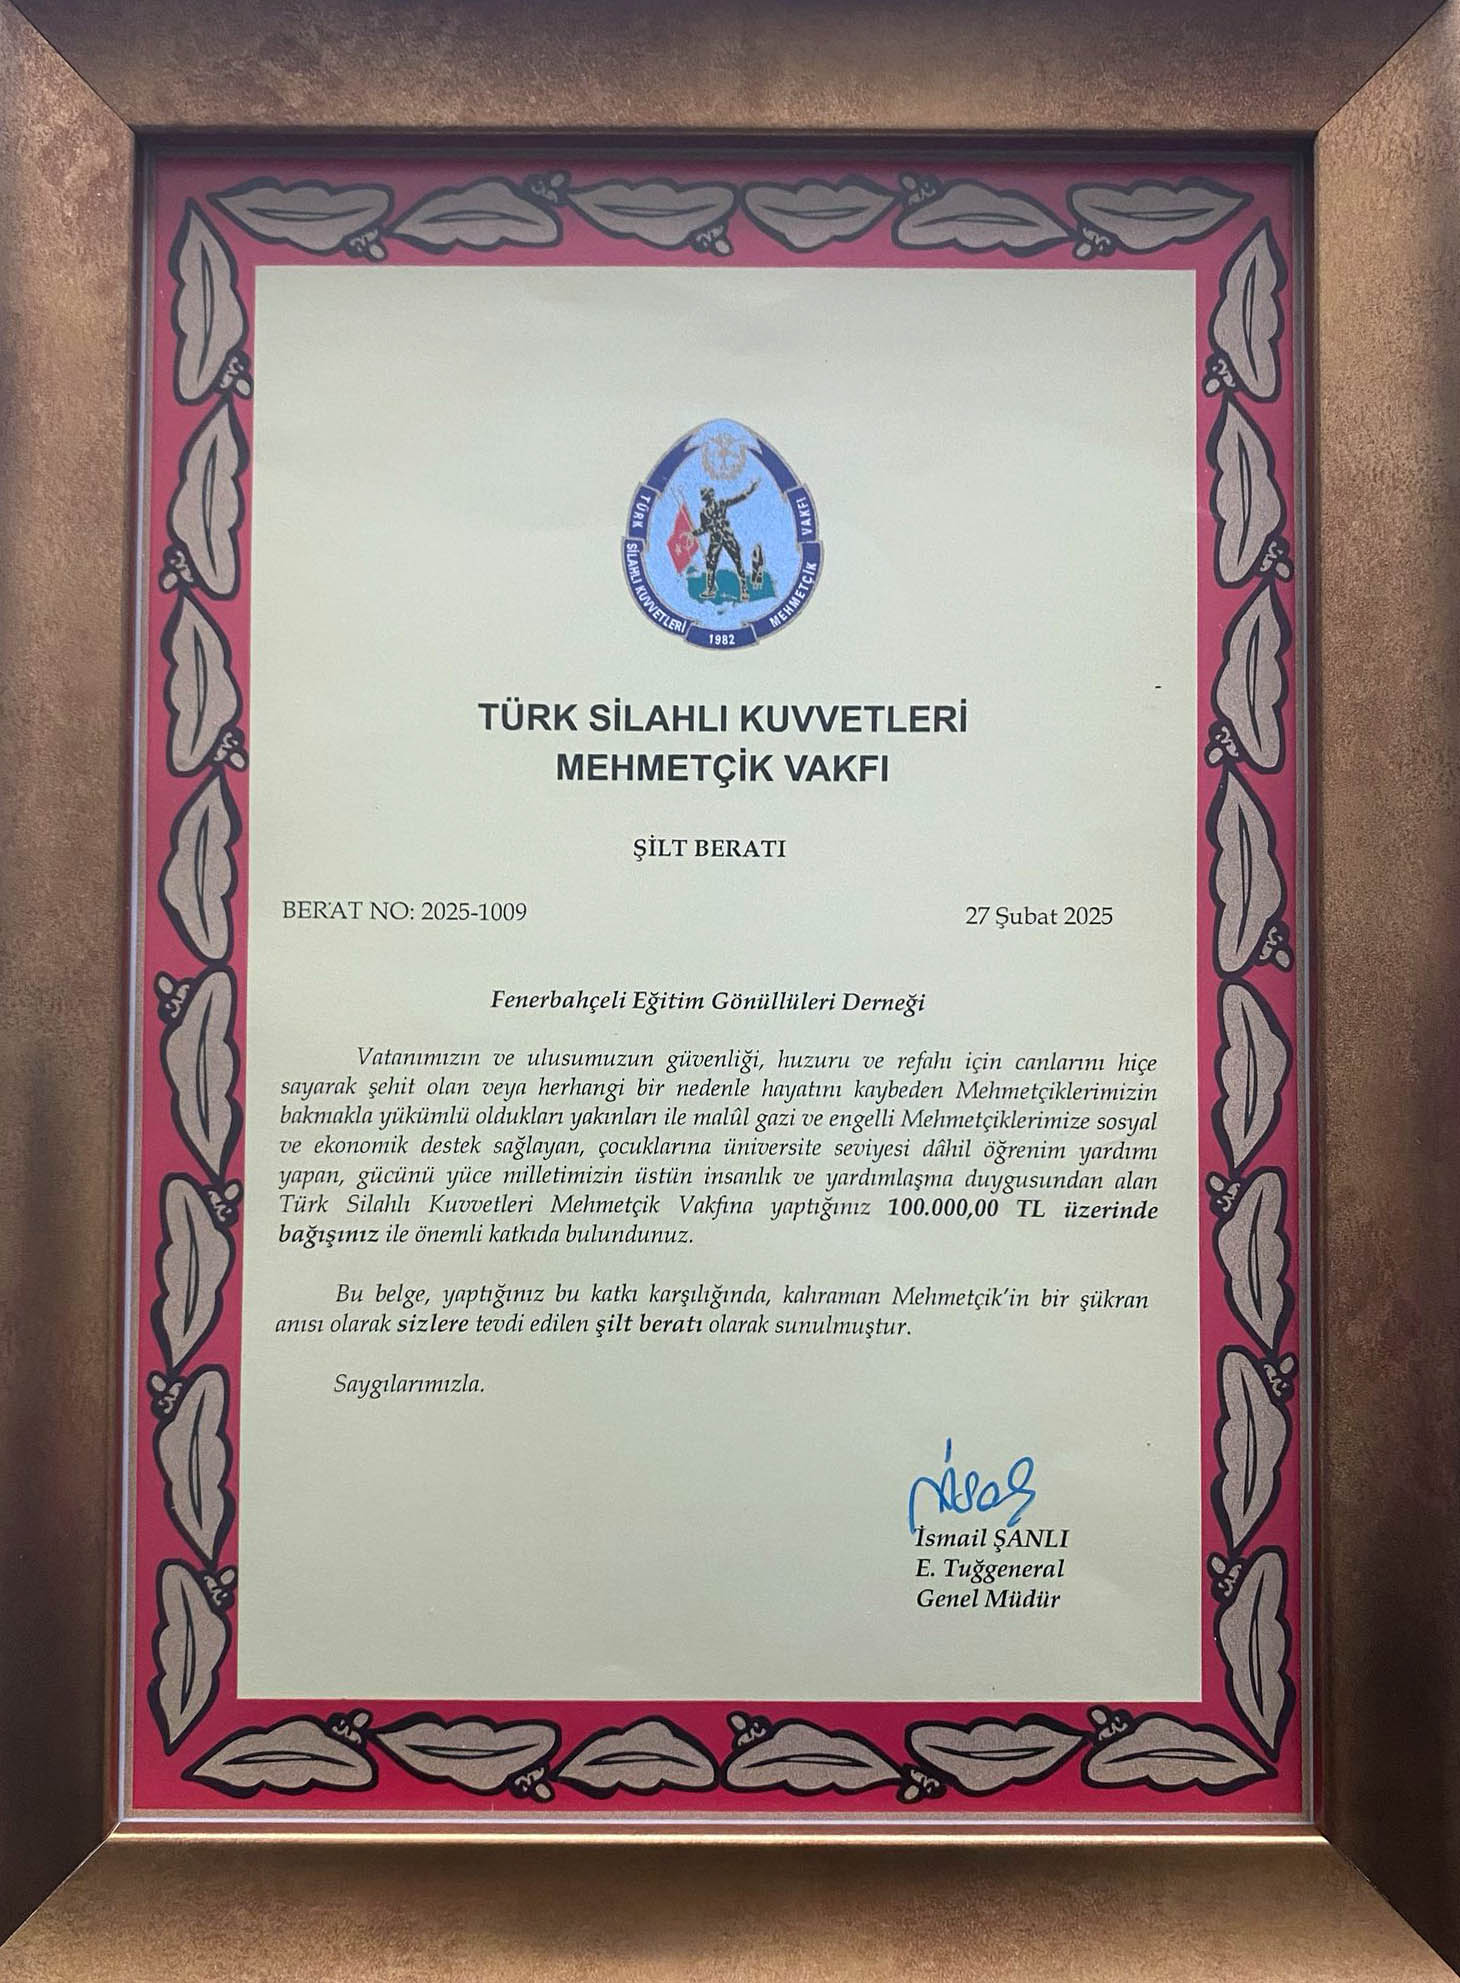 TÜRK SİLAHLI KUVVETLERİ MEHMETÇİK VAKFI
1982
TÜRK SİLAHLI KUVVETLERİ
MEHMETÇİK VAKFI
ŞİLT BERATI
BERAT NO: 2025-1009
27 Şubat 2025
Fenerbahçeli Eğitim Gönüllüleri Derneği
Vatanımızın ve ulusumuzun güvenliği, huzuru ve refahı için canlarını hiçe
sayarak şehit olan veya herhangi bir nedenle hayatını kaybeden Mehmetçiklerimizin
bakmakla yükümlü oldukları yakınları ile malûl gazi ve engelli Mehmetçiklerimize sosyal
ve ekonomik destek sağlayan, çocuklarına üniversite seviyesi dâhil öğrenim yardımı
yapan, gücünü yüce milletimizin üstün insanlık ve yardımlaşma duygusundan alan
Türk Silahlı Kuvvetleri Mehmetçik Vakfına yaptığınız 100.000,00 TL üzerinde
bağışınız ile önemli katkıda bulundunuz.
Bu belge, yaptığınız bu katkı karşılığında, kahraman Mehmetçik'in bir şükran
anısı olarak sizlere tevdi edilen şilt beratı olarak sunulmuştur.
Saygılarımızla.
İsmail ŞANLI
E. Tuğgeneral
Genel Müdür